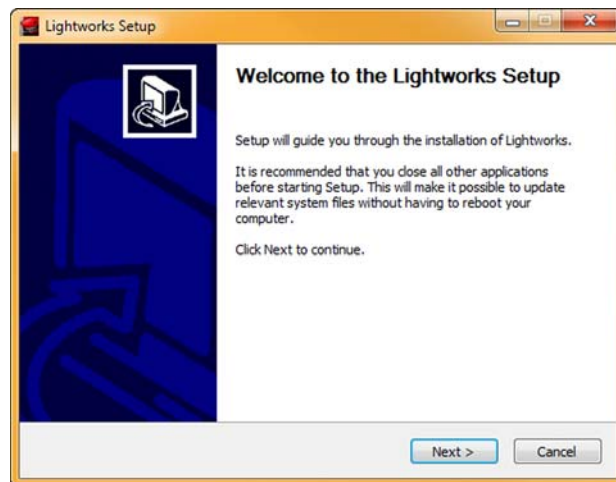 Lightworks Setup
Welcome to the Lightworks Setup
Setup will guide you through the installation of Lightworks.
It is recommended that you close all other applications
before starting Setup. This will make it possible to update
relevant system files without having to reboot your
computer.
Click Next to continue.
Next >
Cancel